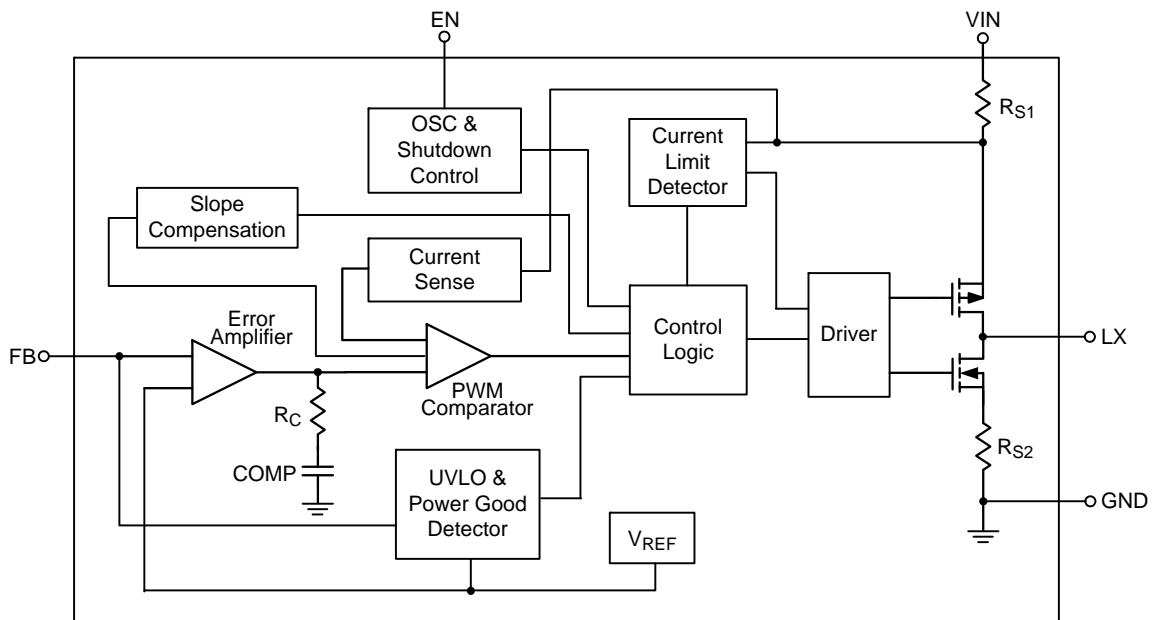 EN
VIN
OSC &
Shutdown
Control
RS1
Current
Limit
Detector
Slope
Compensation
Current
Sense
Error
Amplifier
Control
Logic
Driver
FB
LX
PWM
Comparator
RC
COMP
UVLO &
Power Good
Detector
RS2
GND
VREF